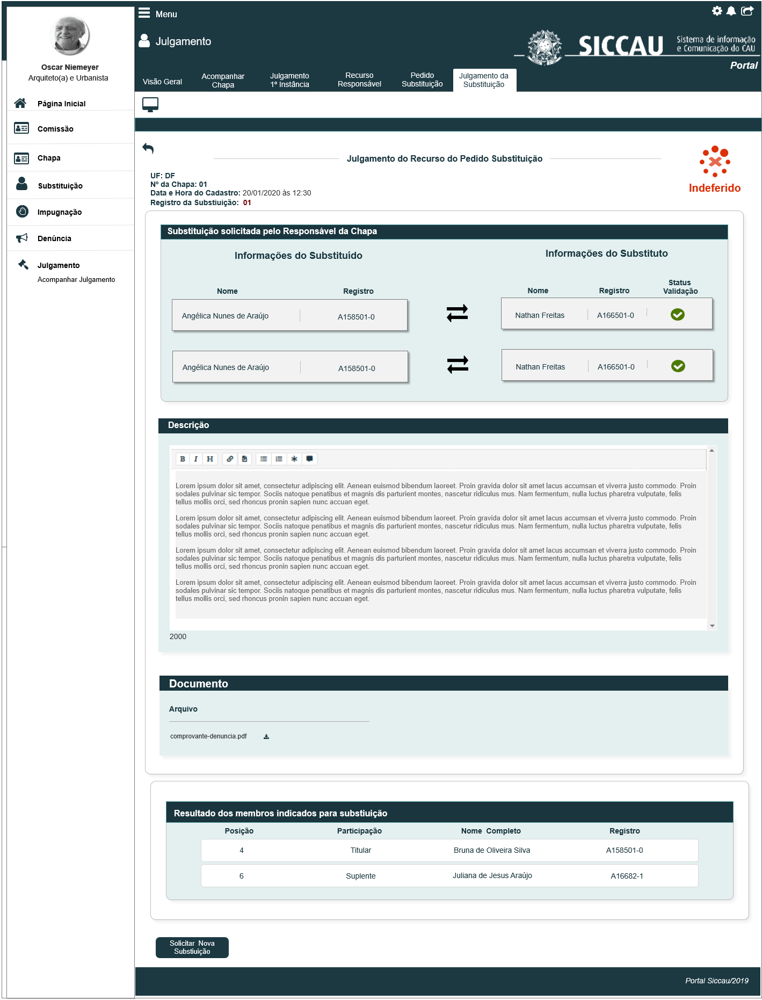 Menu
Julgamento
SICCAU
Sistema de informação
e Comunicação do CAU
Portal
Oscar Niemeyer
Arquiteto(a) e Urbanista
Página Inicial
Comissão
Chapa
Substituição
Impugnação
Denúncia
Julgamento
Acompanhar Julgamento
Visão Geral
Acompanhar
Chapa
Julgamento
1º Instância
Recurso
Responsável
Pedido
Substituição
Julgamento da
Substituição
Julgamento do Recurso do Pedido Substituição
Indeferido
UF: DF
Nº da Chapa: 01
Data e Hora do Cadastro: 20/01/2020 às 12:30
Registro da Substiuição: 01
Substituição solicitada pelo Responsável da Chapa
Informações do Substituído
Informações do Substituto
Nome Registro
Nome Registro Status
Validação
Angélica Nunes de Araújo A158501-0
Nathan Freitas A166501-0
Angélica Nunes de Araújo A158501-0
Nathan Freitas A166501-0
Descrição
B I H
Lorem ipsum dolor sit amet, consectetur adipiscing elit. Aenean euismod bibendum laoreet. Proin gravida dolor sit amet lacus accumsan et viverra justo commodo. Proin
sodales pulvinar sic tempor. Sociis natoque penatibus et magnis dis parturient montes, nascetur ridiculus mus. Nam fermentum, nulla luctus pharetra vulputate, felis
tellus mollis orci, sed rhoncus pronin sapien nunc accuan eget.
Lorem ipsum dolor sit amet, consectetur adipiscing elit. Aenean euismod bibendum laoreet. Proin gravida dolor sit amet lacus accumsan et viverra justo commodo. Proin
sodales pulvinar sic tempor. Sociis natoque penatibus et magnis dis parturient montes, nascetur ridiculus mus. Nam fermentum, nulla luctus pharetra vulputate, felis
tellus mollis orci, sed rhoncus pronin sapien nunc accuan eget.
Lorem ipsum dolor sit amet, consectetur adipiscing elit. Aenean euismod bibendum laoreet. Proin gravida dolor sit amet lacus accumsan et viverra justo commodo. Proin
sodales pulvinar sic tempor. Sociis natoque penatibus et magnis dis parturient montes, nascetur ridiculus mus. Nam fermentum, nulla luctus pharetra vulputate, felis
tellus mollis orci, sed rhoncus pronin sapien nunc accuan eget.
Lorem ipsum dolor sit amet, consectetur adipiscing elit. Aenean euismod bibendum laoreet. Proin gravida dolor sit amet lacus accumsan et viverra justo commodo. Proin
sodales pulvinar sic tempor. Sociis natoque penatibus et magnis dis parturient montes, nascetur ridiculus mus. Nam fermentum, nulla luctus pharetra vulputate, felis
tellus mollis orci, sed rhoncus pronin sapien nunc accuan eget.
2000
Documento
Arquivo
comprovante-denuncia.pdf
Resultado dos membros indicados para substiuição
Posição Participação Nome Completo Registro
4 Titular Bruna de Oliveira Silva A158501-0
6 Suplente Juliana de Jesus Araújo A16682-1
Solicitar Nova
Substiuição
Portal Siccau/2019